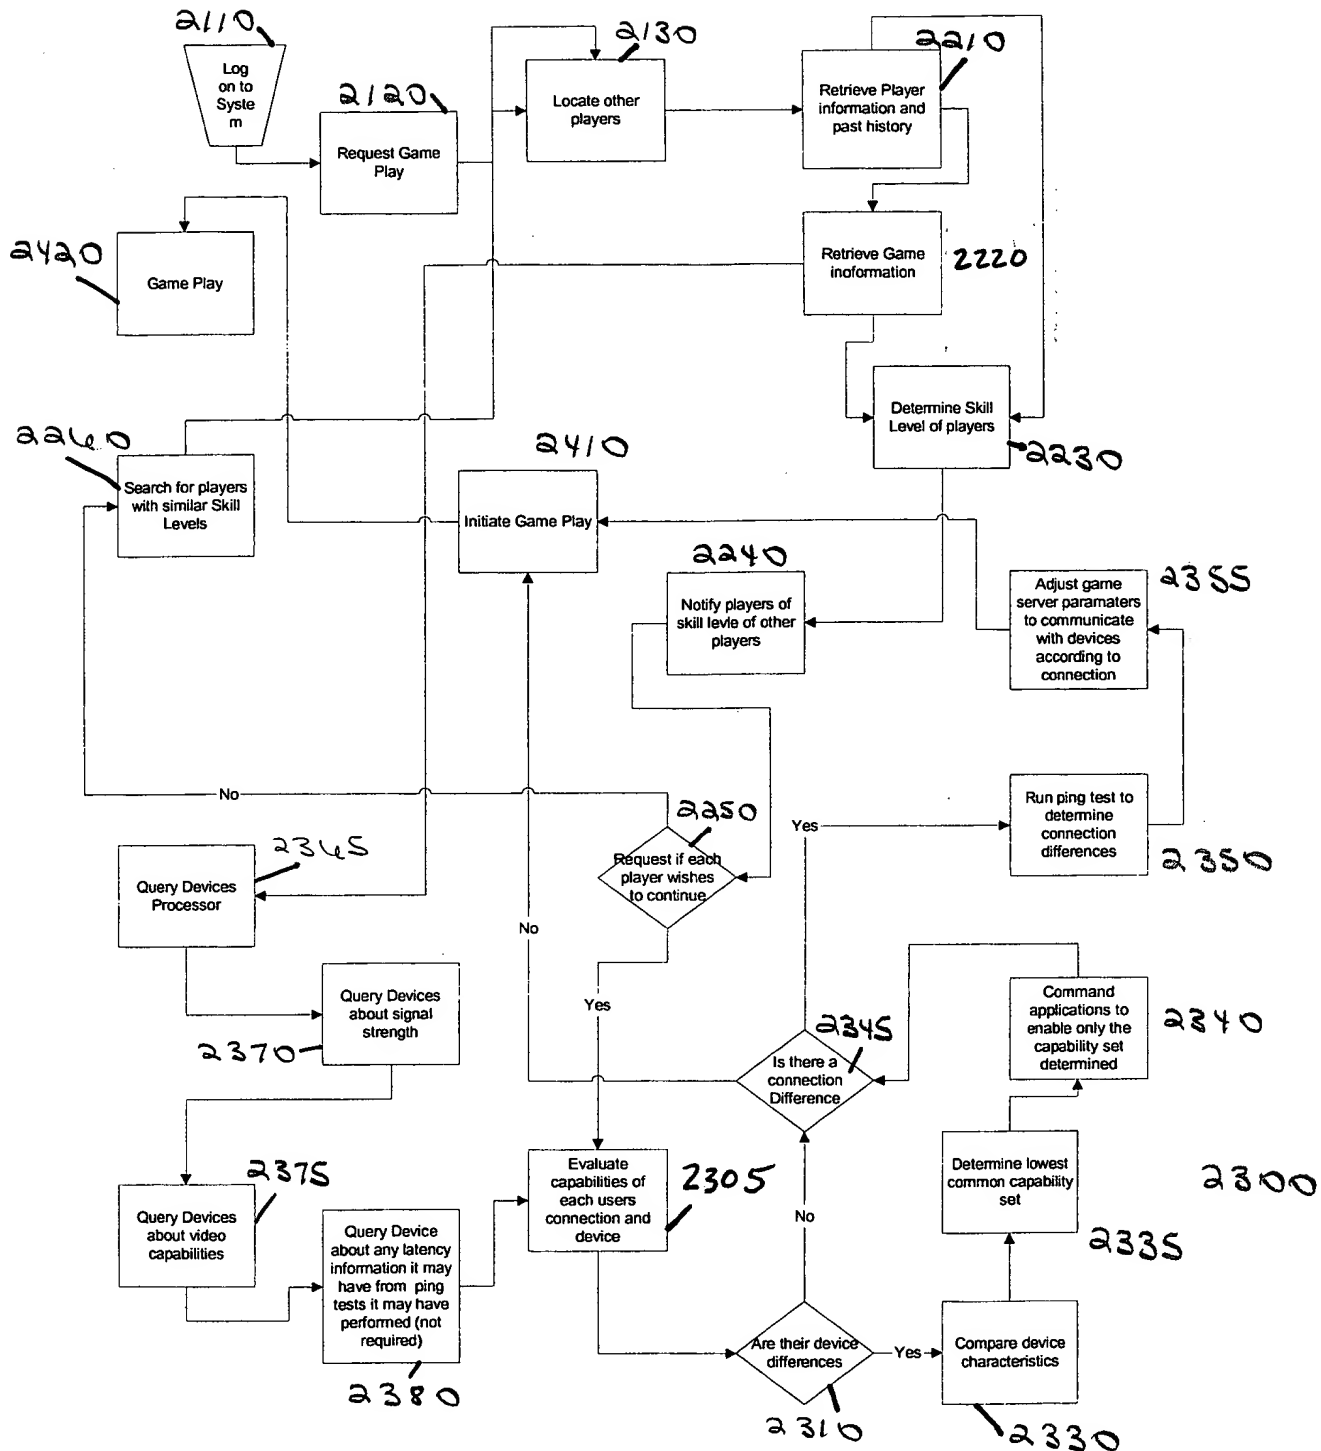 2110
Log
on to
Syste
m
2120
Request Game
Play
2130
Locate other
players
2210
Retrieve Player
information and
past history
2420
Game Play
Retrieve Game
inoformation
2220
Determine Skill
Level of players
2230
2260
Search for players
with similar Skill
Levels
2410
Initiate Game Play
2240
Notify players of
skill levle of other
players
Adjust game
server paramaters
to communicate
with devices
according to
connection
2355
No
2250
Request if each
player wishes
to continue
Yes
Run ping test to
determine
connection
differences
2350
2365
Query Devices
Processor
No
Query Devices
about signal
strength
2370
Yes
2345
Is there a
connection
Difference
Command
applications to
enable only the
capability set
determined
2340
2375
Query Devices
about video
capabilities
Query Device
about any latency
information it may
have from ping
tests it may have
performed (not
required)
2380
Evaluate
capabilities of
each users
connection and
device
2305
No
Determine lowest
common capability
set
2335
2300
Are their device
differences
2310
Yes
Compare device
characteristics
2330